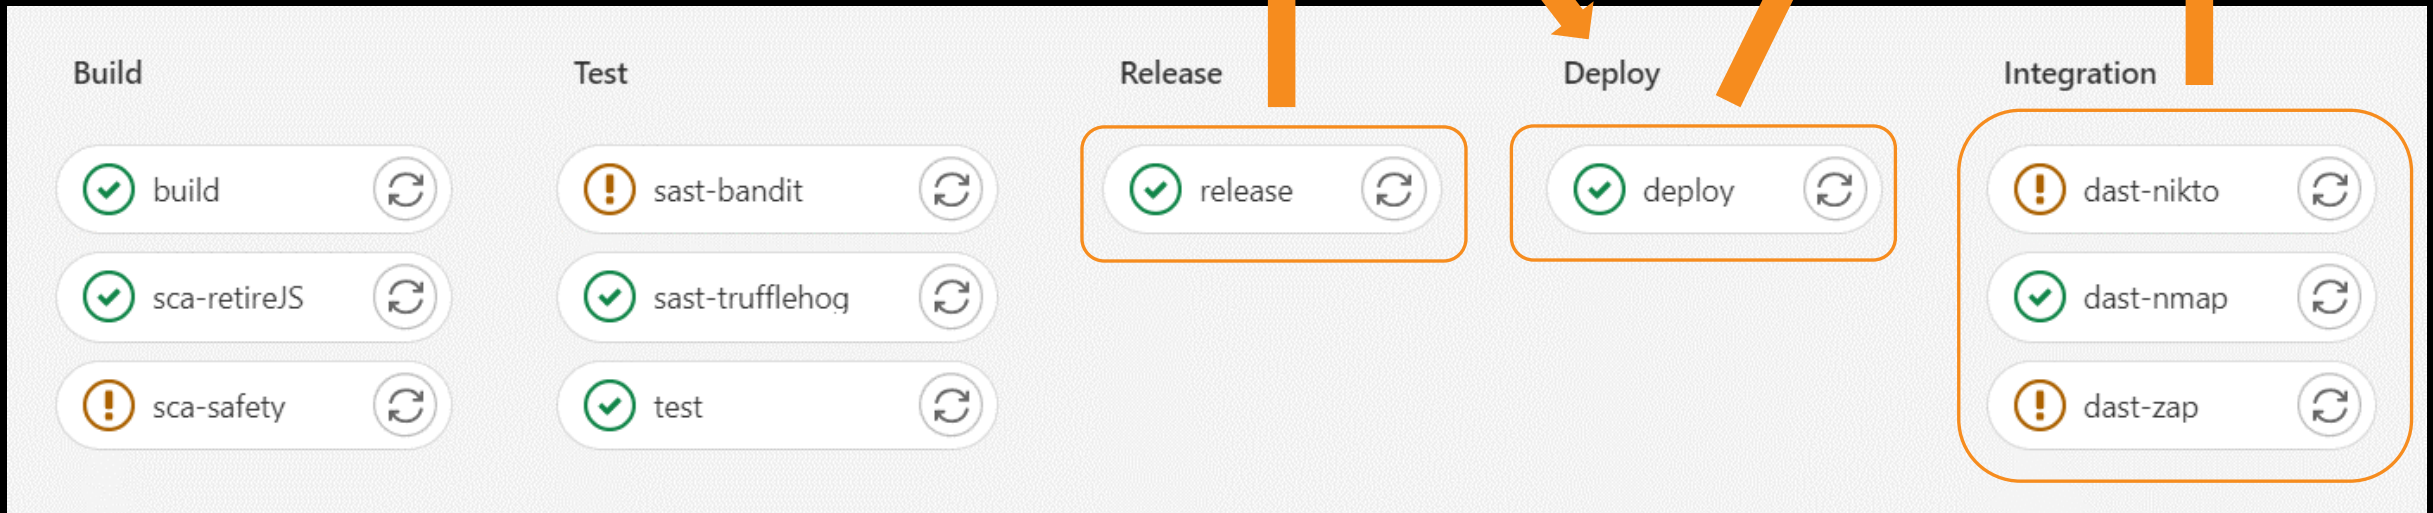 Build
build
sca-retireJS
sca-safety
Test
sast-bandit
sast-trufflehog
test
Release
release
Deploy
deploy
Integration
dast-nikto
dast-nmap
dast-zap